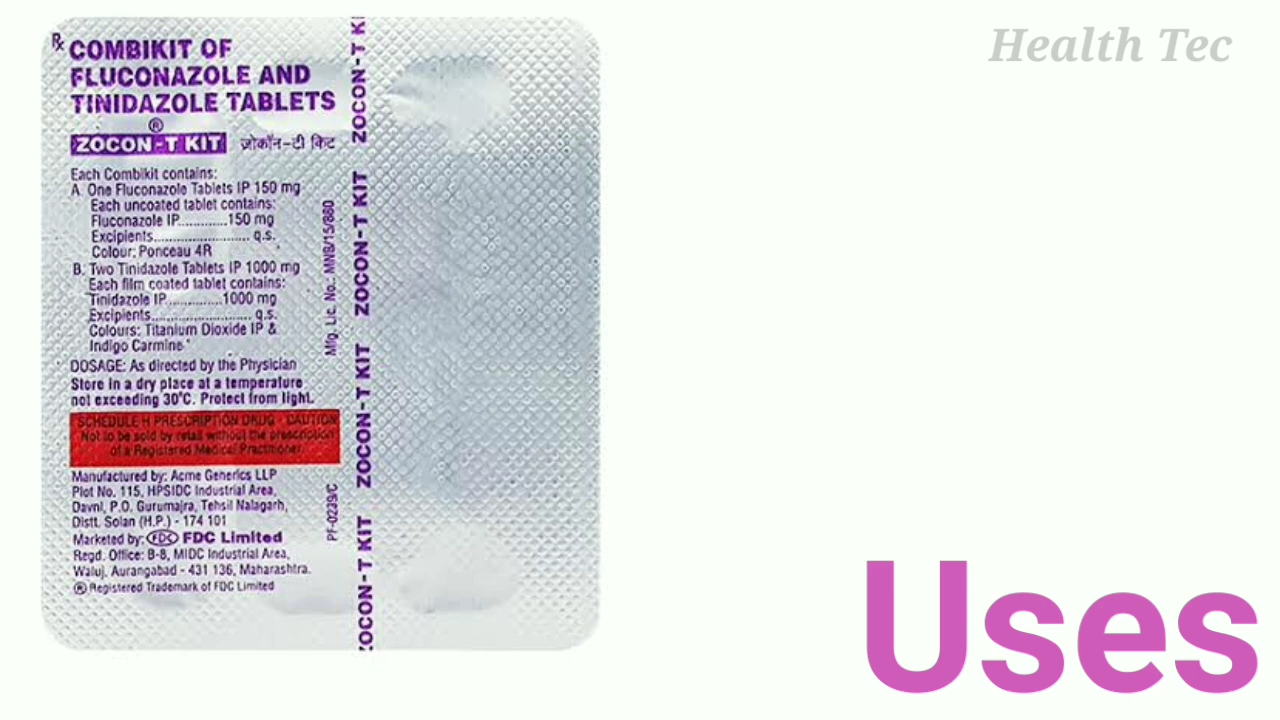 Health Tec
℞ COMBIKIT OF
FLUCONAZOLE AND
TINIDAZOLE TABLETS
®
ZOCON-T KIT ज़ोकॉन-टी किट
Each Combikit contains:
A. One Fluconazole Tablets IP 150 mg
Each uncoated tablet contains:
Fluconazole IP.............150 mg
Excipients......................... q.s.
Colour: Ponceau 4R
B. Two Tinidazole Tablets IP 1000 mg
Each film coated tablet contains:
Tinidazole IP..............1000 mg
Excipients.......................... q.s.
Colours: Titanium Dioxide IP &
Indigo Carmine
DOSAGE: As directed by the Physician
Store in a dry place at a temperature
not exceeding 30°C. Protect from light.
SCHEDULE H PRESCRIPTION DRUG - CAUTION
Not to be sold by retail without the prescription
of a Registered Medical Practitioner.
Manufactured by: Acme Generics LLP
Plot No. 115, HPSIDC Industrial Area,
Davni, P.O. Gurumajra, Tehsil Nalagarh,
Distt. Solan (H.P.) - 174 101
Marketed by: FDC FDC Limited
Regd. Office: B-8, MIDC Industrial Area,
Waluj, Aurangabad - 431 136, Maharashtra.
® Registered Trademark of FDC Limited
Mfg. Lic. No.: MNB/15/880
PF-0239/C
ZOCON-T KI
ZOCON-T KIT
ZOCON-T KIT
ZOCON-T KIT
Uses